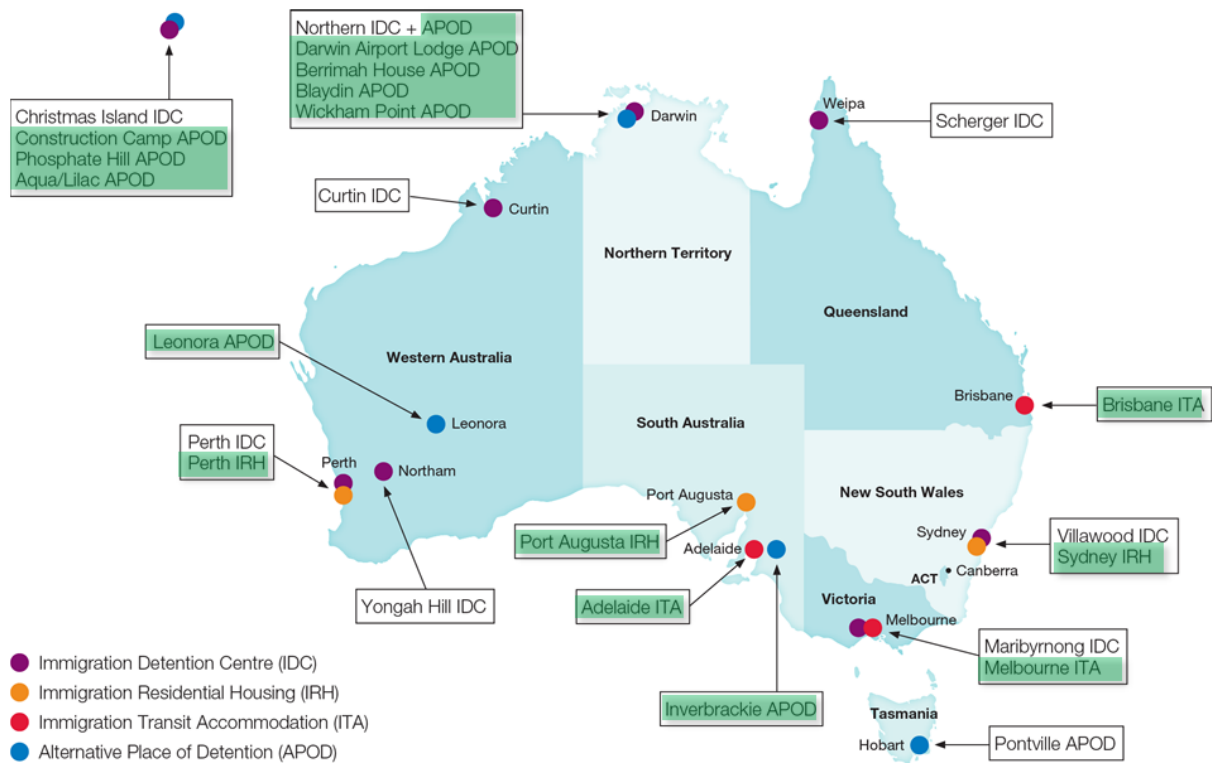 Northern IDC + APOD
Darwin Airport Lodge APOD
Berrimah House APOD
Blaydin APOD
Wickham Point APOD
Christmas Island IDC
Construction Camp APOD
Phosphate Hill APOD
Aqua/Lilac APOD
Darwin
Weipa
Scherger IDC
Curtin IDC
Curtin
Northern Territory
Queensland
Leonora APOD
Western Australia
Leonora
South Australia
Brisbane
Brisbane ITA
Perth IDC
Perth IRH
Perth
Northam
Port Augusta
New South Wales
Port Augusta IRH
Sydney
Villawood IDC
Sydney IRH
Adelaide
ACT
Canberra
Yongah Hill IDC
Adelaide ITA
Victoria
Melbourne
Maribyrnong IDC
Melbourne ITA
Inverbrackie APOD
Tasmania
Hobart
Pontville APOD
Immigration Detention Centre (IDC)
Immigration Residential Housing (IRH)
Immigration Transit Accommodation (ITA)
Alternative Place of Detention (APOD)